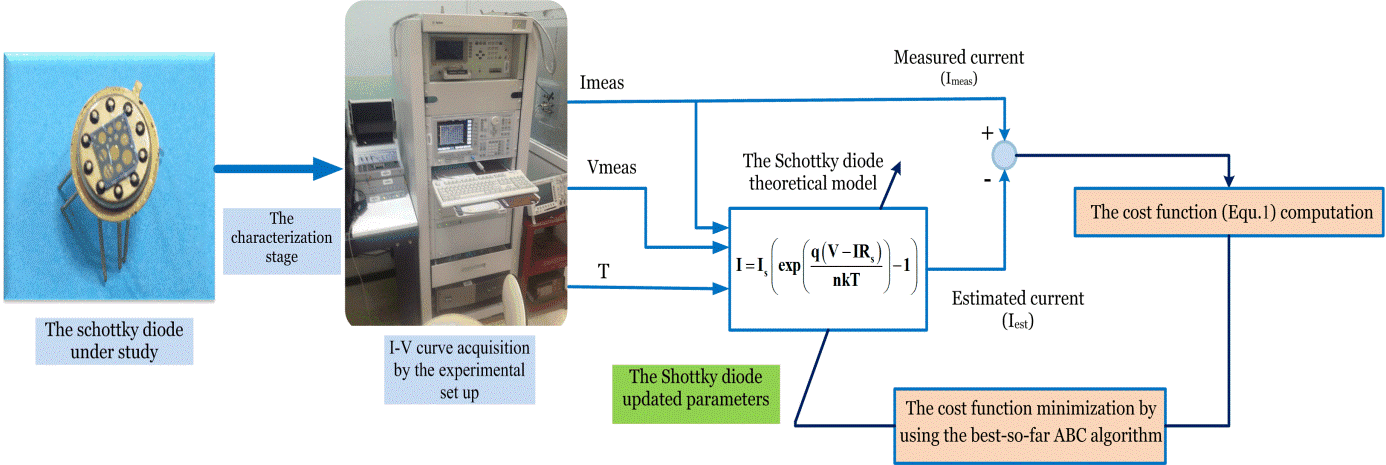 The schottky diode
under study
The
characterization
stage
I-V curve acquisition
by the experimental
set up
Imeas
Vmeas
T
Measured current
(Imeas)
+
-
The Schottky diode
theoretical model
I = Is ( exp ( q(V − IRs) / nkT ) − 1 )
Estimated current
(Iest)
The cost function (Equ.1) computation
The cost function minimization by
using the best-so-far ABC algorithm
The Shottky diode
updated parameters